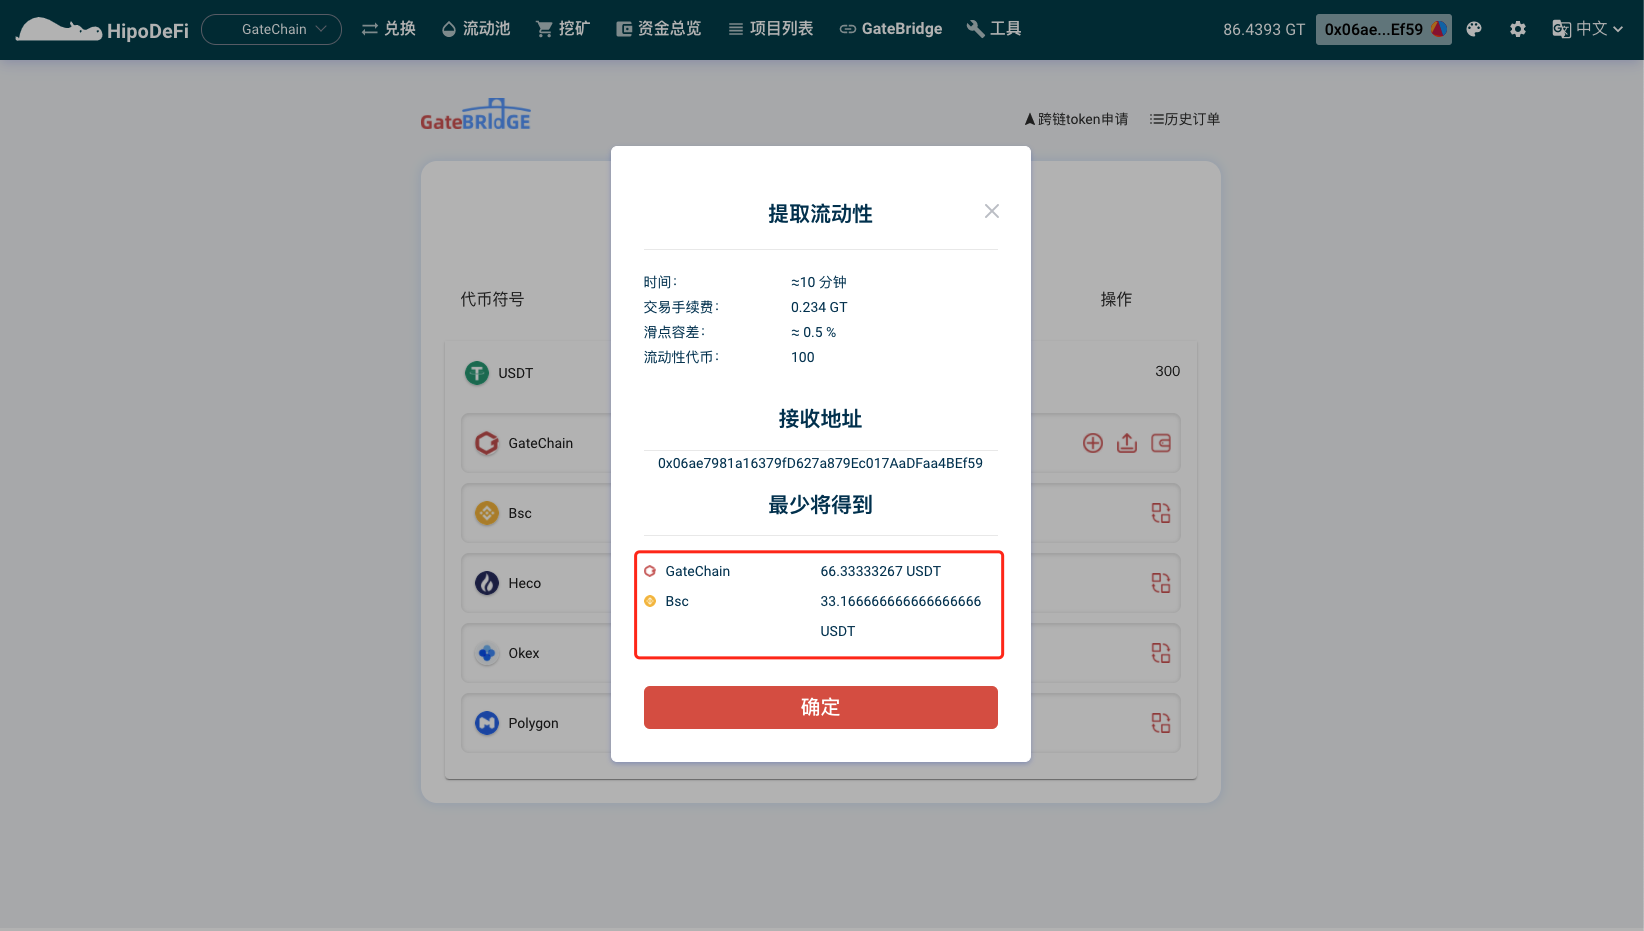 HipoDeFi
GateChain
兑换
流动池
挖矿
资金总览
项目列表
GateBridge
工具
86.4393 GT
0x06ae...Ef59
中文
GateBRIdGE
跨链token申请
历史订单
提取流动性
时间：
≈10 分钟
交易手续费：
0.234 GT
滑点容差：
≈ 0.5 %
流动性代币：
100
接收地址
0x06ae7981a16379fD627a879Ec017AaDFaa4BEf59
最少将得到
GateChain
66.33333267 USDT
Bsc
33.166666666666666666
USDT
确定
代币符号
操作
USDT
300
GateChain
Bsc
Heco
Okex
Polygon